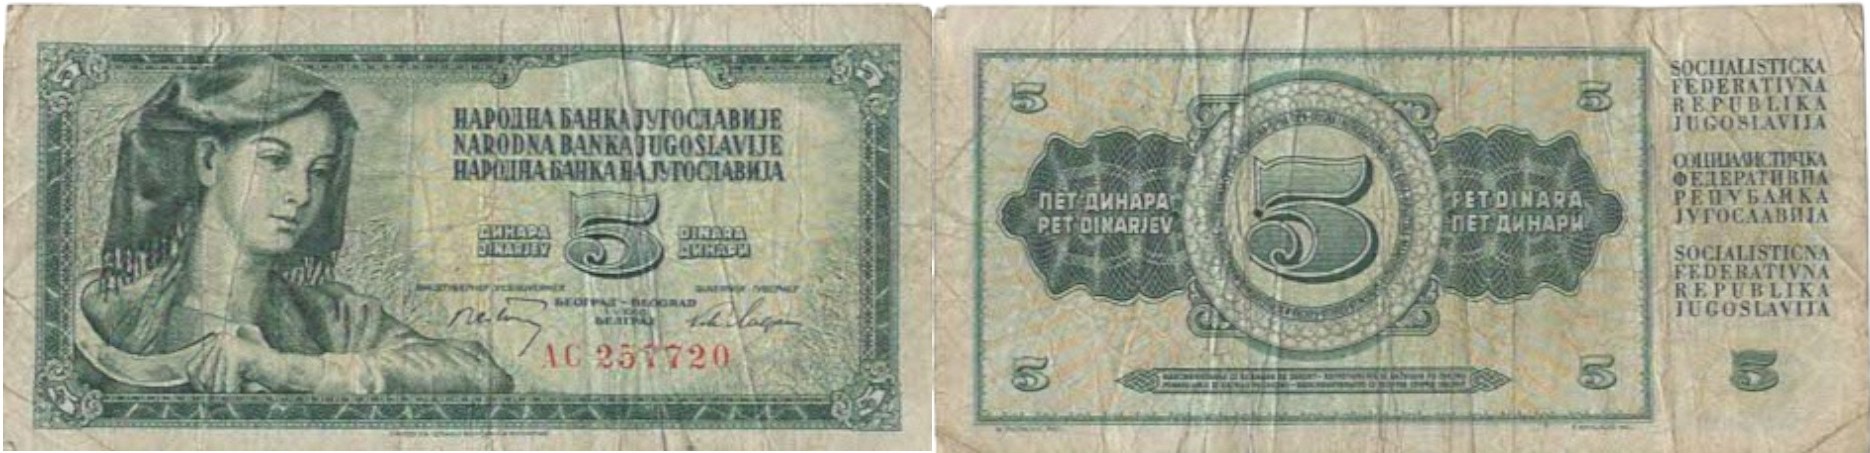 5
5
НАРОДНА БАНКА ЈУГОСЛАВИЈЕ
NARODNA BANKA JUGOSLAVIJE
НАРОДНА БАНКА НА ЈУГОСЛАВИЈА
ДИНАРА
DINARJEV
5
DINARA
ДИНАРИ
БЕОГРАД - BEOGRAD
БЕЛГРАД
AC 257720
5
5
5
5
ПЕТ ДИНАРА
PET DINARJEV
5
PET DINARA
ПЕТ ДИНАРИ
5
5
SOCIJALISTIČKA
FEDERATIVNA
REPUBLIKA
JUGOSLAVIJA
СОЦИЈАЛИСТИЧКА
ФЕДЕРАТИВНА
РЕПУБЛИКА
ЈУГОСЛАВИЈА
SOCIALISTIČNA
FEDERATIVNA
REPUBLIKA
JUGOSLAVIJA
5